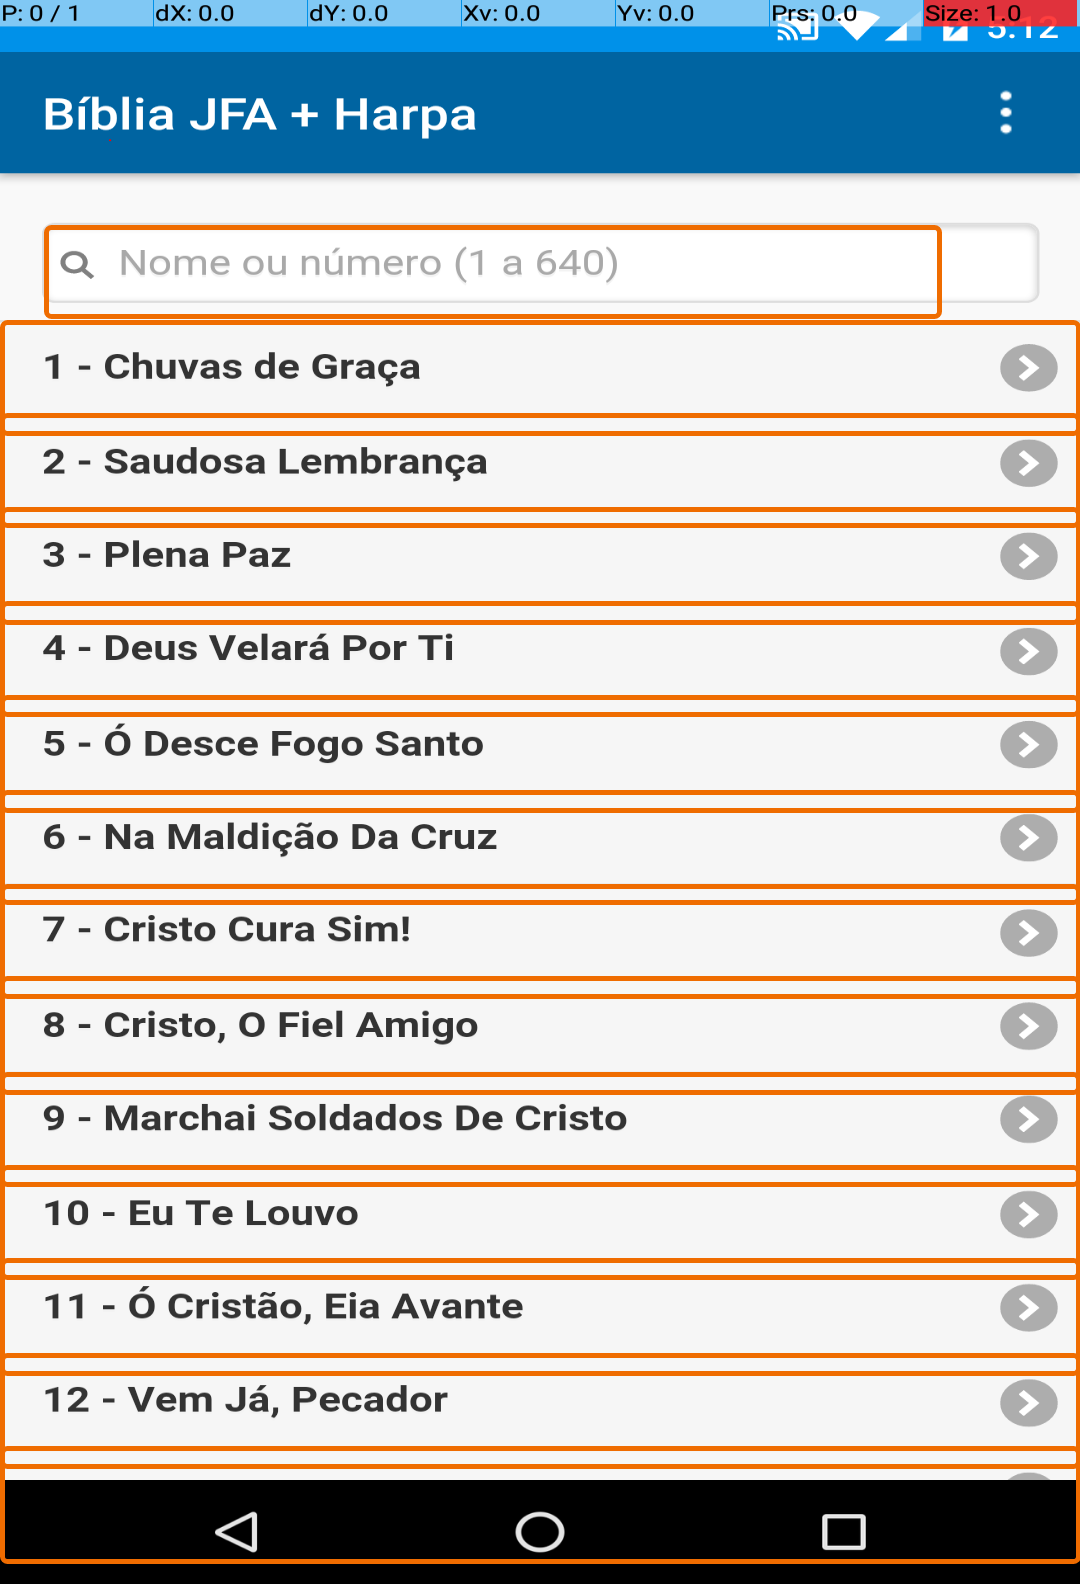 P: 0 / 1 dX: 0.0 dY: 0.0 Xv: 0.0 Yv: 0.0 Prs: 0.0 Size: 1.0
5:12
Bíblia JFA + Harpa
Nome ou número (1 a 640)
1 - Chuvas de Graça
2 - Saudosa Lembrança
3 - Plena Paz
4 - Deus Velará Por Ti
5 - Ó Desce Fogo Santo
6 - Na Maldição Da Cruz
7 - Cristo Cura Sim!
8 - Cristo, O Fiel Amigo
9 - Marchai Soldados De Cristo
10 - Eu Te Louvo
11 - Ó Cristão, Eia Avante
12 - Vem Já, Pecador